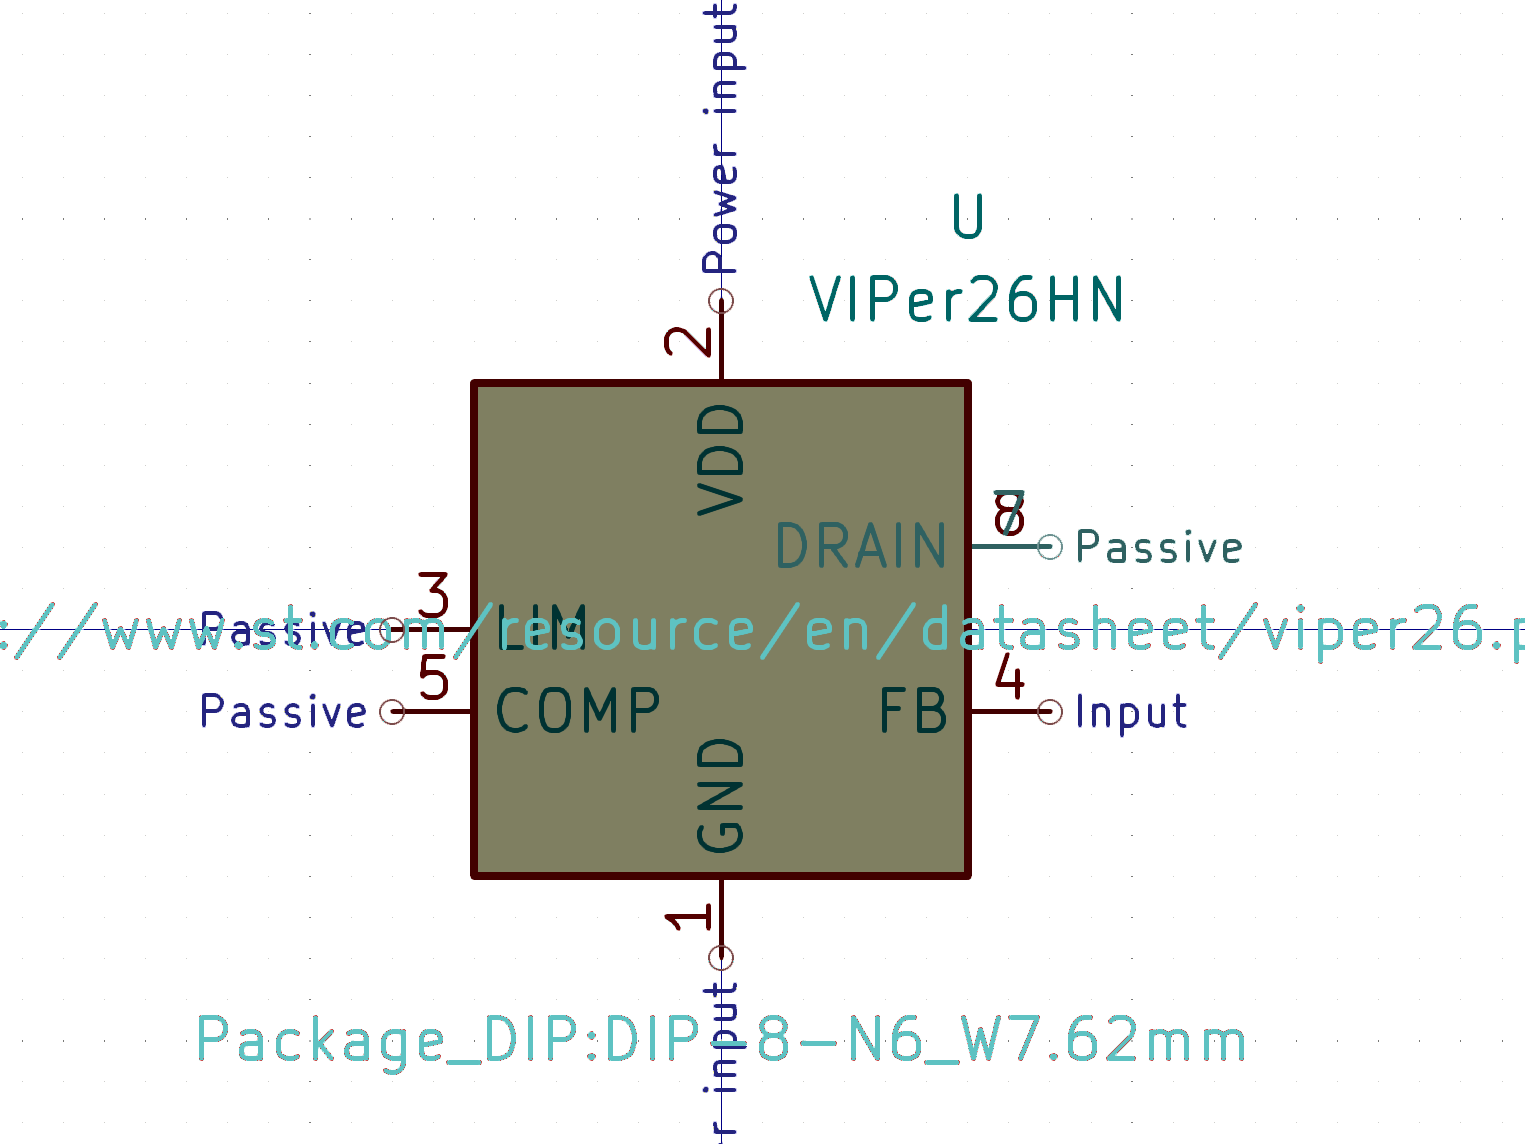 Power input
U
VIPer26HN
2
VDD
DRAIN
7
8
Passive
Passive
3
LIM
://www.st.com/resource/en/datasheet/viper26.p
Passive
5
COMP
FB
4
Input
GND
1
r input
Package_DIP:DIP-8-N6_W7.62mm